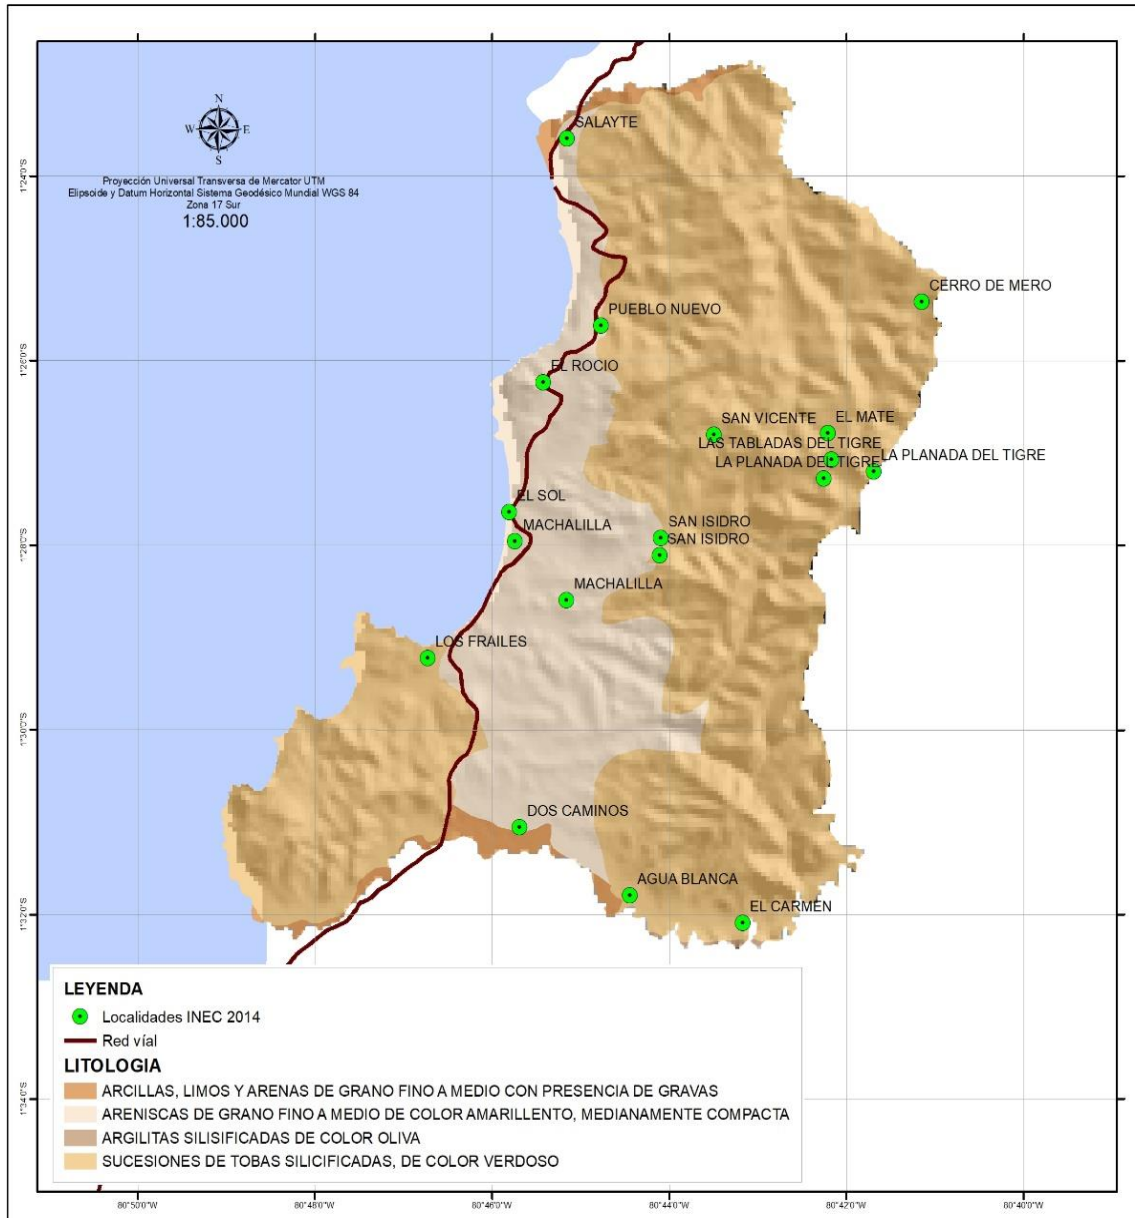 N
W E
S
Proyección Universal Transversa de Mercator UTM
Elipsoide y Datum Horizontal Sistema Geodésico Mundial WGS 84
Zona 17 Sur
1:85.000
SALAYTE
1°24'0"S
CERRO DE MERO
PUEBLO NUEVO
1°26'0"S
EL ROCIO
SAN VICENTE
EL MATE
LAS TABLADAS DEL TIGRE
LA PLANADA DEL TIGRE
LA PLANADA DEL TIGRE
EL SOL
MACHALILLA
SAN ISIDRO
SAN ISIDRO
1°28'0"S
MACHALILLA
LOS FRAILES
1°30'0"S
DOS CAMINOS
AGUA BLANCA
EL CARMEN
1°32'0"S
LEYENDA
Localidades INEC 2014
Red víal
LITOLOGIA
ARCILLAS, LIMOS Y ARENAS DE GRANO FINO A MEDIO CON PRESENCIA DE GRAVAS
ARENISCAS DE GRANO FINO A MEDIO DE COLOR AMARILLENTO, MEDIANAMENTE COMPACTA
ARGILITAS SILISIFICADAS DE COLOR OLIVA
SUCESIONES DE TOBAS SILICIFICADAS, DE COLOR VERDOSO
1°34'0"S
80°50'0"W 80°48'0"W 80°46'0"W 80°44'0"W 80°42'0"W 80°40'0"W